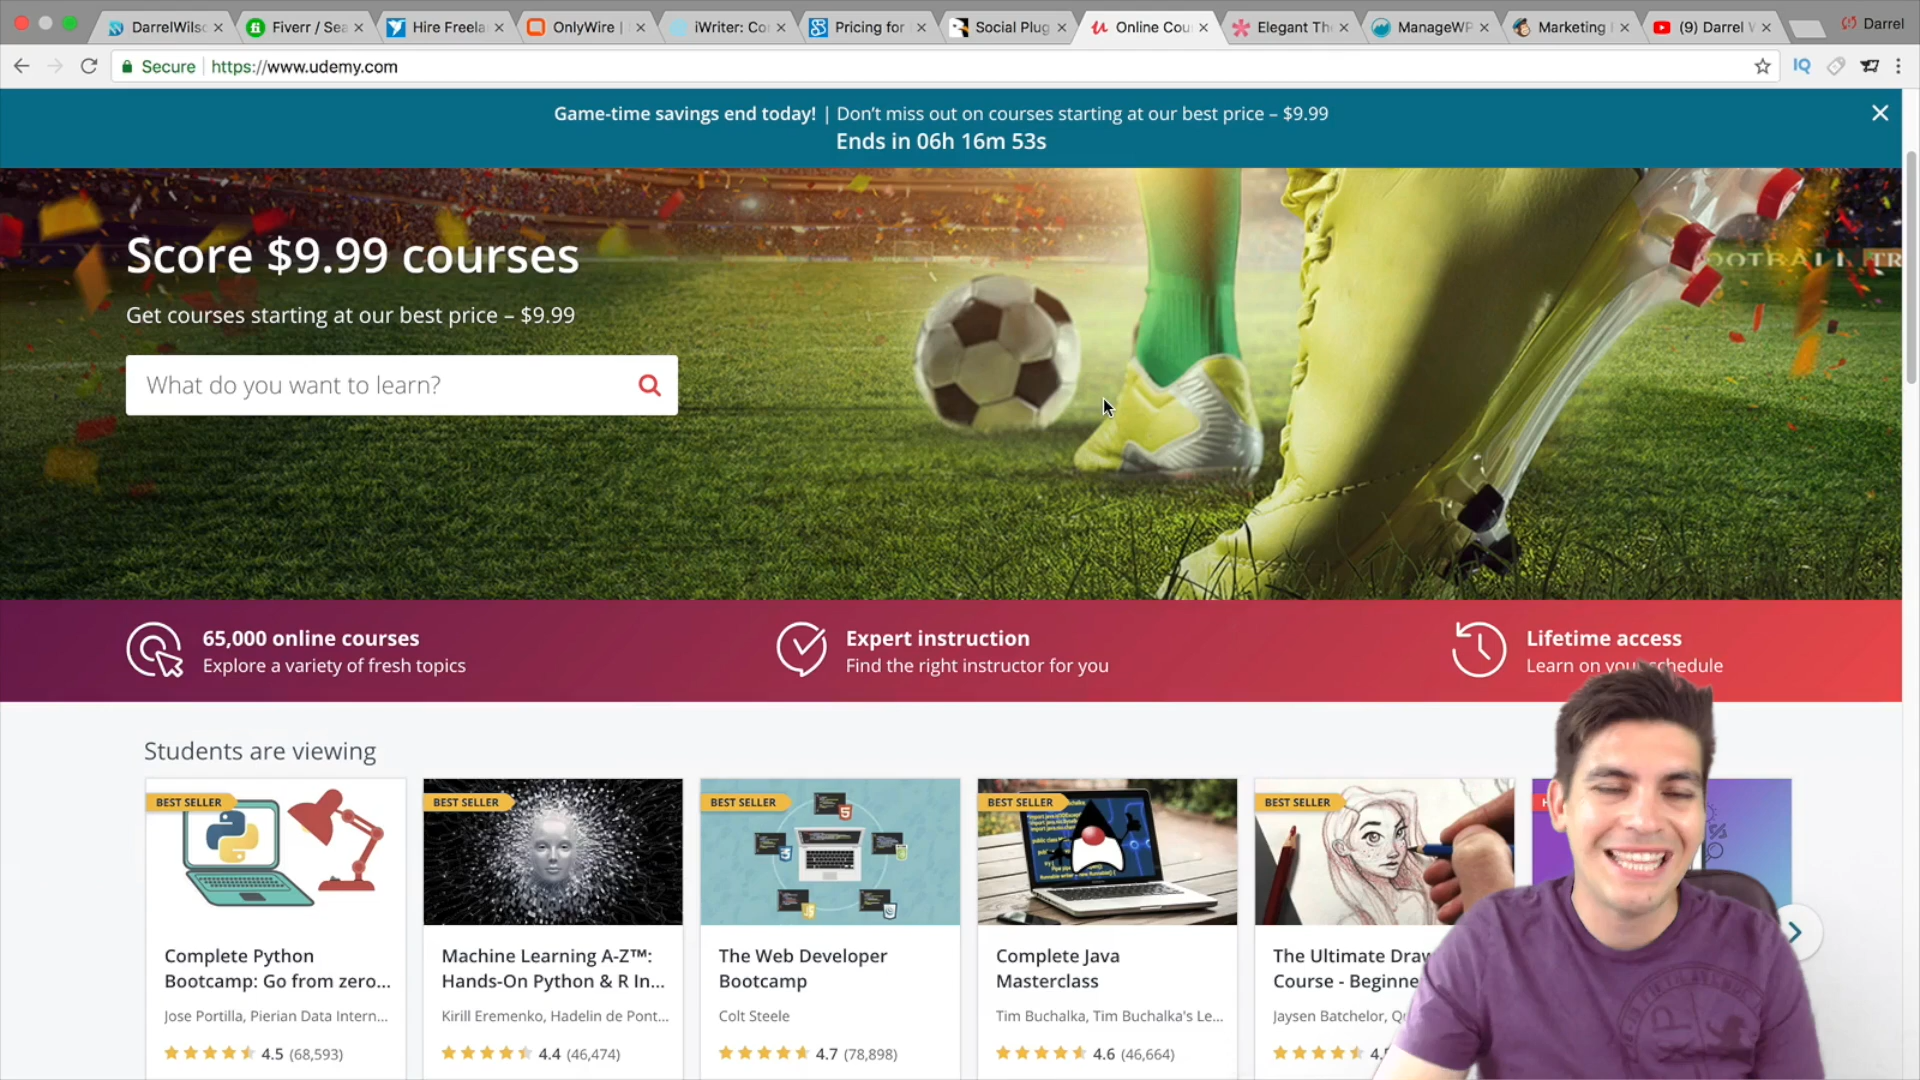 DarrelWils
Fiverr / Sea
Hire Freela
OnlyWire |
iWriter: Co
Pricing for
Social Plug
Online Cou
Elegant Th
ManageWP
Marketing
(9) Darrel W
Darrel
Secure
https://www.udemy.com
IQ
Game-time savings end today! | Don't miss out on courses starting at our best price – $9.99
Ends in 06h 16m 53s
Score $9.99 courses
Get courses starting at our best price – $9.99
What do you want to learn?
65,000 online courses
Explore a variety of fresh topics
Expert instruction
Find the right instructor for you
Lifetime access
Learn on your schedule
Students are viewing
BEST SELLER
BEST SELLER
BEST SELLER
BEST SELLER
BEST SELLER
Complete Python
Bootcamp: Go from zero...
Jose Portilla, Pierian Data Intern...
4.5 (68,593)
Machine Learning A-Z™:
Hands-On Python & R In...
Kirill Eremenko, Hadelin de Pont...
4.4 (46,474)
The Web Developer
Bootcamp
Colt Steele
4.7 (78,898)
Complete Java
Masterclass
Tim Buchalka, Tim Buchalka's Le...
4.6 (46,664)
The Ultimate Draw
Course - Beginne
Jaysen Batchelor, Q
4.